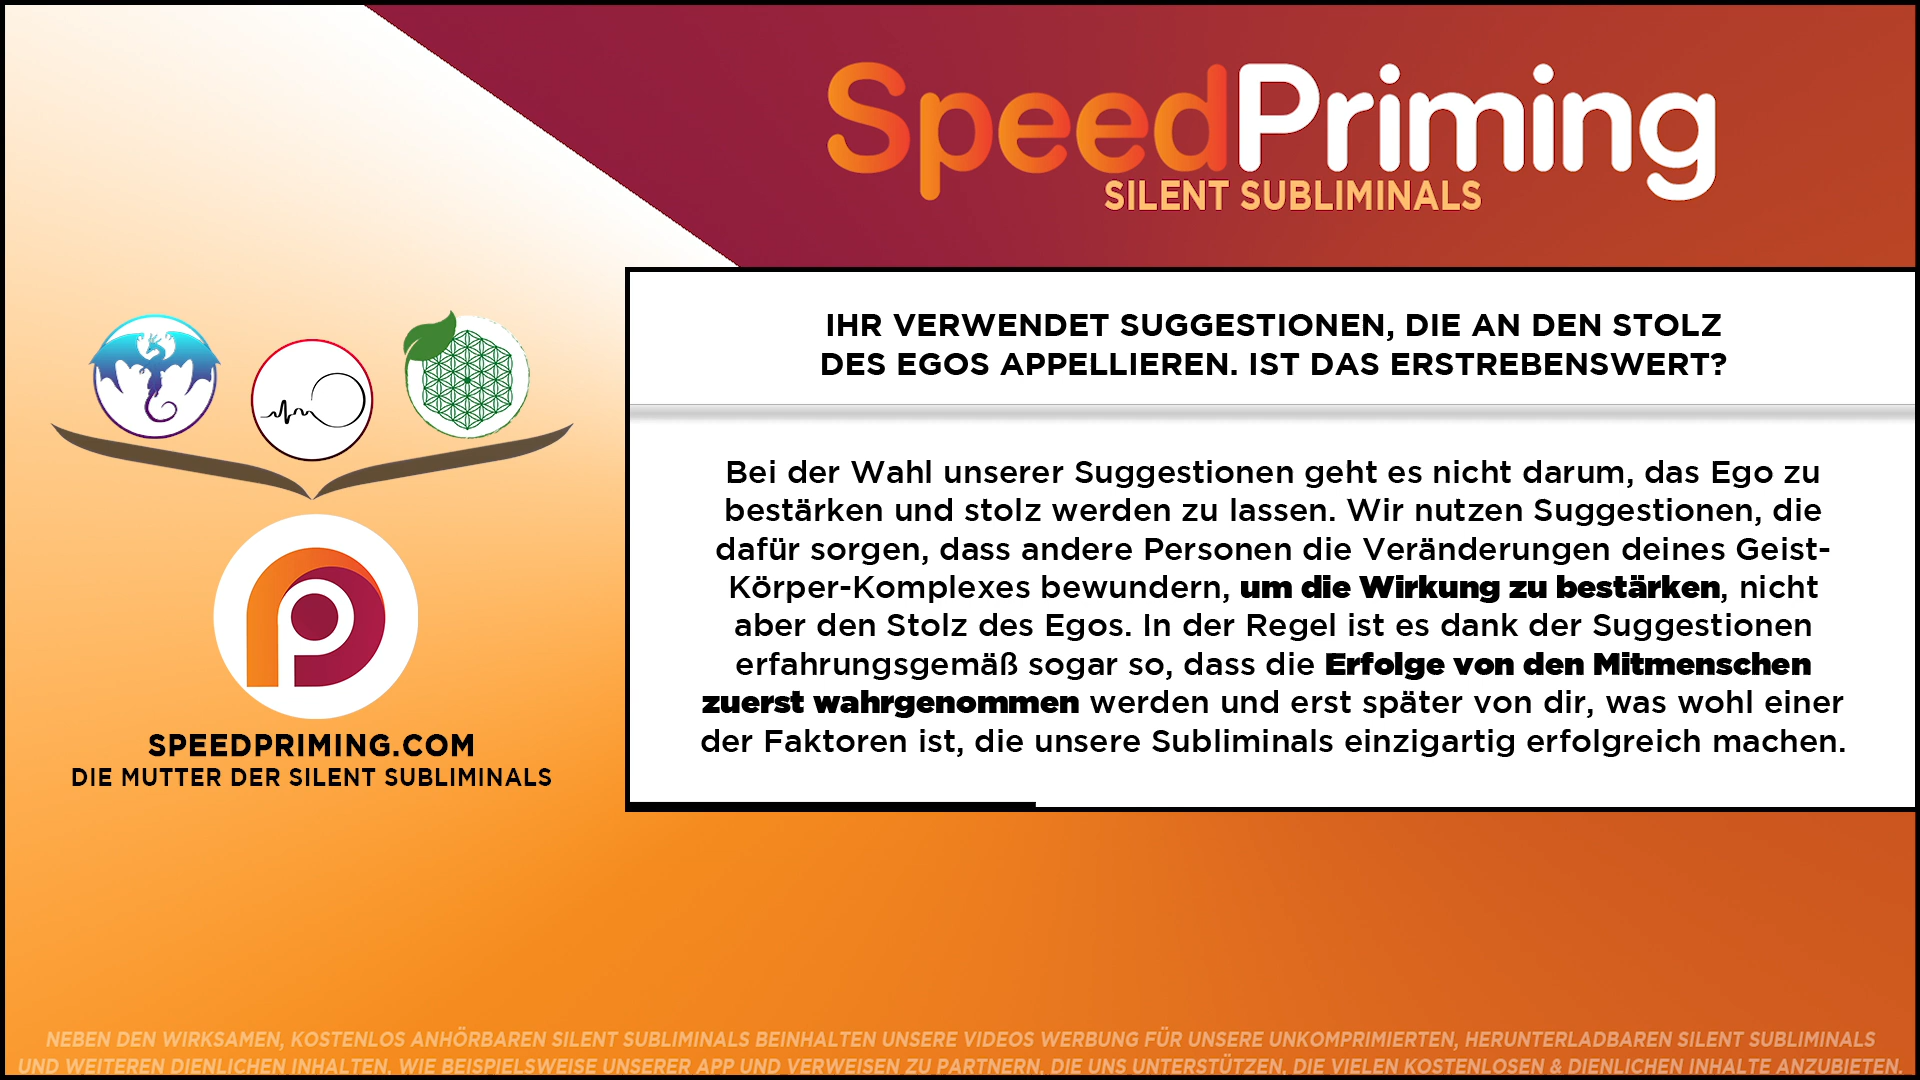 SpeedPriming
SILENT SUBLIMINALS
IHR VERWENDET SUGGESTIONEN, DIE AN DEN STOLZ
DES EGOS APPELLIEREN. IST DAS ERSTREBENSWERT?
Bei der Wahl unserer Suggestionen geht es nicht darum, das Ego zu
bestärken und stolz werden zu lassen. Wir nutzen Suggestionen, die
dafür sorgen, dass andere Personen die Veränderungen deines Geist-
Körper-Komplexes bewundern, um die Wirkung zu bestärken, nicht
aber den Stolz des Egos. In der Regel ist es dank der Suggestionen
erfahrungsgemäß sogar so, dass die Erfolge von den Mitmenschen
zuerst wahrgenommen werden und erst später von dir, was wohl einer
der Faktoren ist, die unsere Subliminals einzigartig erfolgreich machen.
SPEEDPRIMING.COM
DIE MUTTER DER SILENT SUBLIMINALS
NEBEN DEN WIRKSAMEN, KOSTENLOS ANHÖRBAREN SILENT SUBLIMINALS BEINHALTEN UNSERE VIDEOS WERBUNG FÜR UNSERE UNKOMPRIMIERTEN, HERUNTERLADBAREN SILENT SUBLIMINALS
UND WEITEREN DIENLICHEN INHALTEN, WIE BEISPIELSWEISE UNSERER APP UND VERWEISEN ZU PARTNERN, DIE UNS UNTERSTÜTZEN, DIE VIELEN KOSTENLOSEN & DIENLICHEN INHALTE ANZUBIETEN.